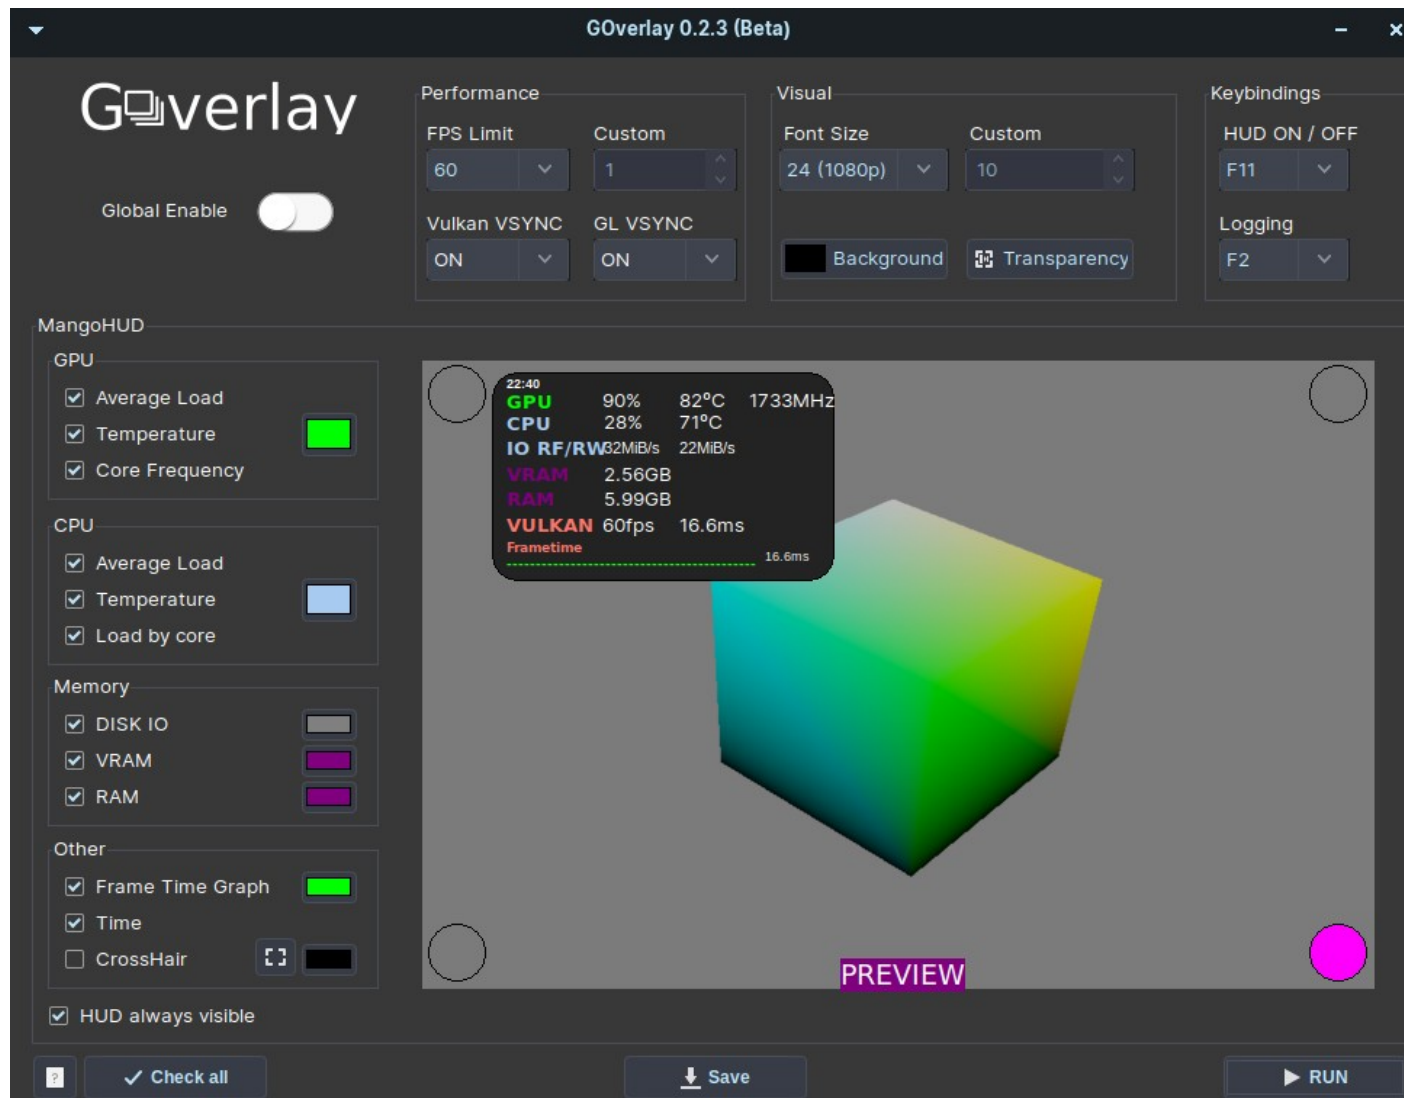 GOverlay 0.2.3 (Beta)
GOverlay
Global Enable
Performance
FPS Limit
Custom
60
1
Vulkan VSYNC
GL VSYNC
ON
ON
Visual
Font Size
Custom
24 (1080p)
10
Background
Transparency
Keybindings
HUD ON / OFF
F11
Logging
F2
MangoHUD
GPU
Average Load
Temperature
Core Frequency
CPU
Average Load
Temperature
Load by core
Memory
DISK IO
VRAM
RAM
Other
Frame Time Graph
Time
CrossHair
HUD always visible
22:40
GPU 90% 82ºC 1733MHz
CPU 28% 71ºC
IO RF/RW 32MiB/s 22MiB/s
VRAM 2.56GB
RAM 5.99GB
VULKAN 60fps 16.6ms
Frametime
16.6ms
PREVIEW
?
Check all
Save
RUN